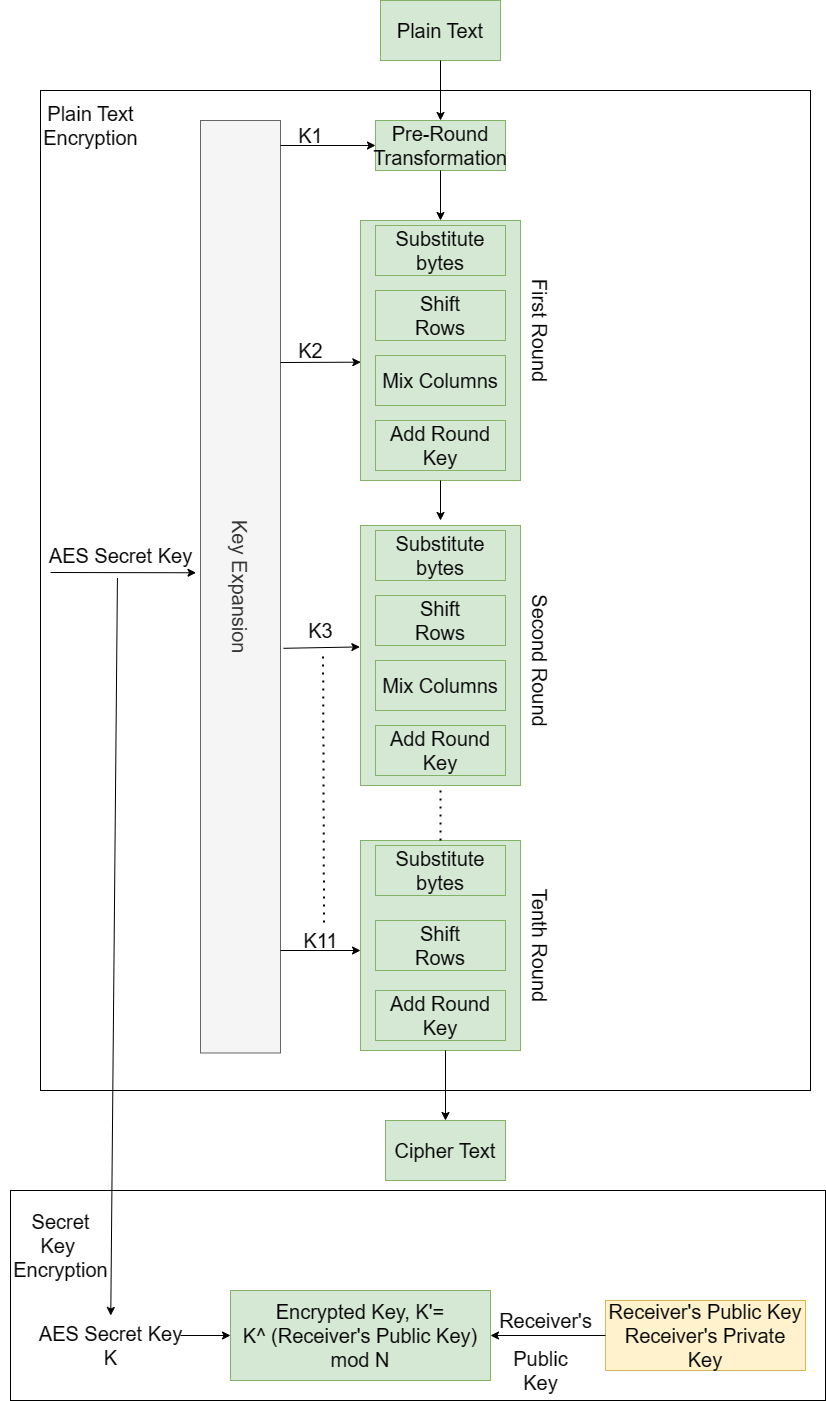 Plain Text
Plain Text
Encryption
K1
Pre-Round
Transformation
Substitute
bytes
Shift
Rows
K2
Mix Columns
Add Round
Key
First Round
AES Secret Key
Key Expansion
Substitute
bytes
Shift
Rows
K3
Mix Columns
Add Round
Key
Second Round
Substitute
bytes
Shift
Rows
K11
Add Round
Key
Tenth Round
Cipher Text
Secret
Key
Encryption
AES Secret Key
K
Encrypted Key, K'=
K^ (Receiver's Public Key)
mod N
Receiver's
Public
Key
Receiver's Public Key
Receiver's Private
Key